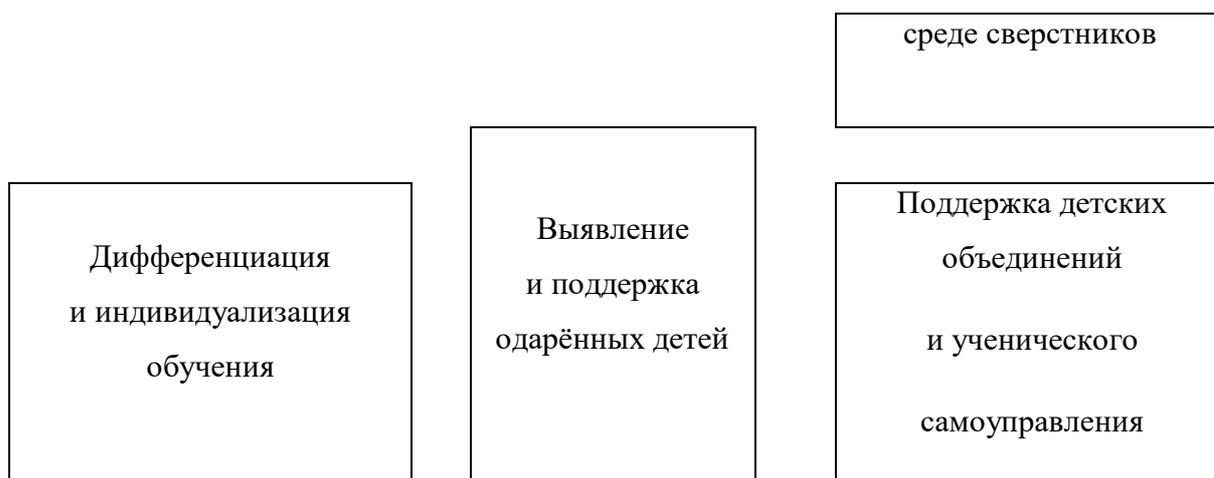 среде сверстников
Дифференциация
и индивидуализация
обучения
Выявление
и поддержка
одарённых детей
Поддержка детских
объединений
и ученического
самоуправления